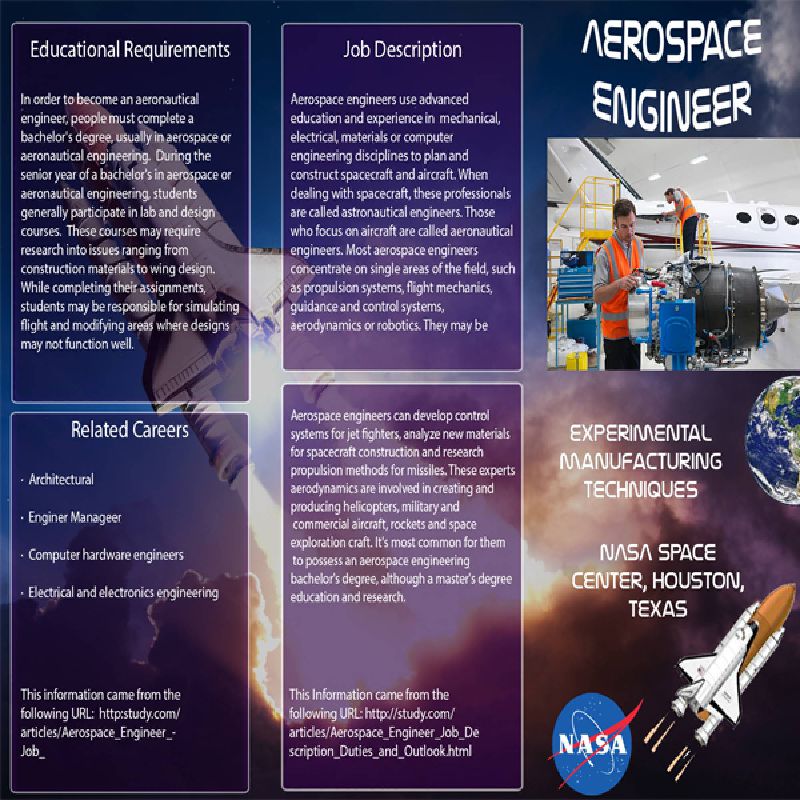 Educational Requirements
In order to become an aeronautical
engineer, people must complete a
bachelor's degree, usually in aerospace or
aeronautical engineering. During the
senior year of a bachelor's in aerospace or
aeronautical engineering, students
generally participate in lab and design
courses. These courses may require
research into issues ranging from
construction materials to wing design.
While completing their assignments,
students may be responsible for simulating
flight and modifying areas where designs
may not function well.
Related Careers
· Architectural
· Enginer Manageer
· Computer hardware engineers
· Electrical and electronics engineering
This Information came from the
following URL: http:study.com/
articles/Aerospace_Engineer_-
Job_
Job Description
Aerospace engineers use advanced
education and experience in mechanical,
electrical, materials or computer
engineering disciplines to plan and
construct spacecraft and aircraft. When
dealing with spacecraft, these professionals
are called astronautical engineers. Those
who focus on aircraft are called aeronautical
engineers. Most aerospace engineers
concentrate on single areas of the field, such
as propulsion systems, flight mechanics,
guidance and control systems,
aerodynamics or robotics. They may be
Aerospace engineers can develop control
systems for jet fighters, analyze new materials
for spacecraft construction and research
propulsion methods for missiles. These experts
aerodynamics are involved in creating and
producing helicopters, military and
commercial aircraft, rockets and space
exploration craft. It's most common for them
to possess an aerospace engineering
bachelor's degree, although a master's degree
education and research.
This Information came from the
following URL: http://study.com/
articles/Aerospace_Engineer_Job_De
scription_Duties_and_Outlook.html
AEROSPACE
ENGINEER
EXPERIMENTAL
MANUFACTURING
TECHNIQUES
NASA SPACE
CENTER, HOUSTON,
TEXAS
NASA